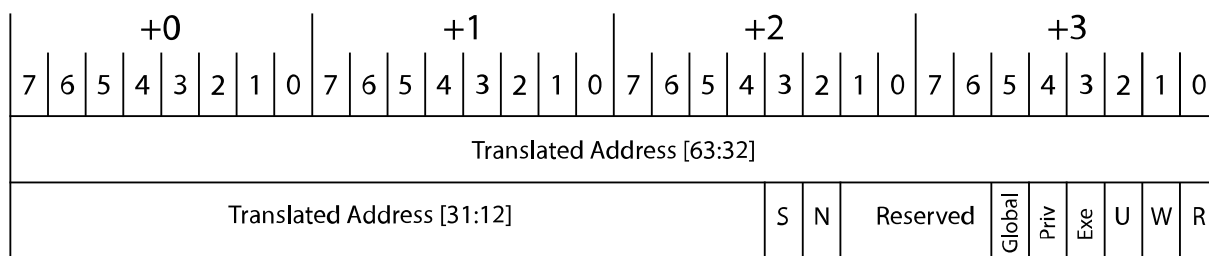 +0 +1 +2 +3
7 6 5 4 3 2 1 0 7 6 5 4 3 2 1 0 7 6 5 4 3 2 1 0 7 6 5 4 3 2 1 0
Translated Address [63:32]
Translated Address [31:12] S N Reserved Global Priv Exe U W R